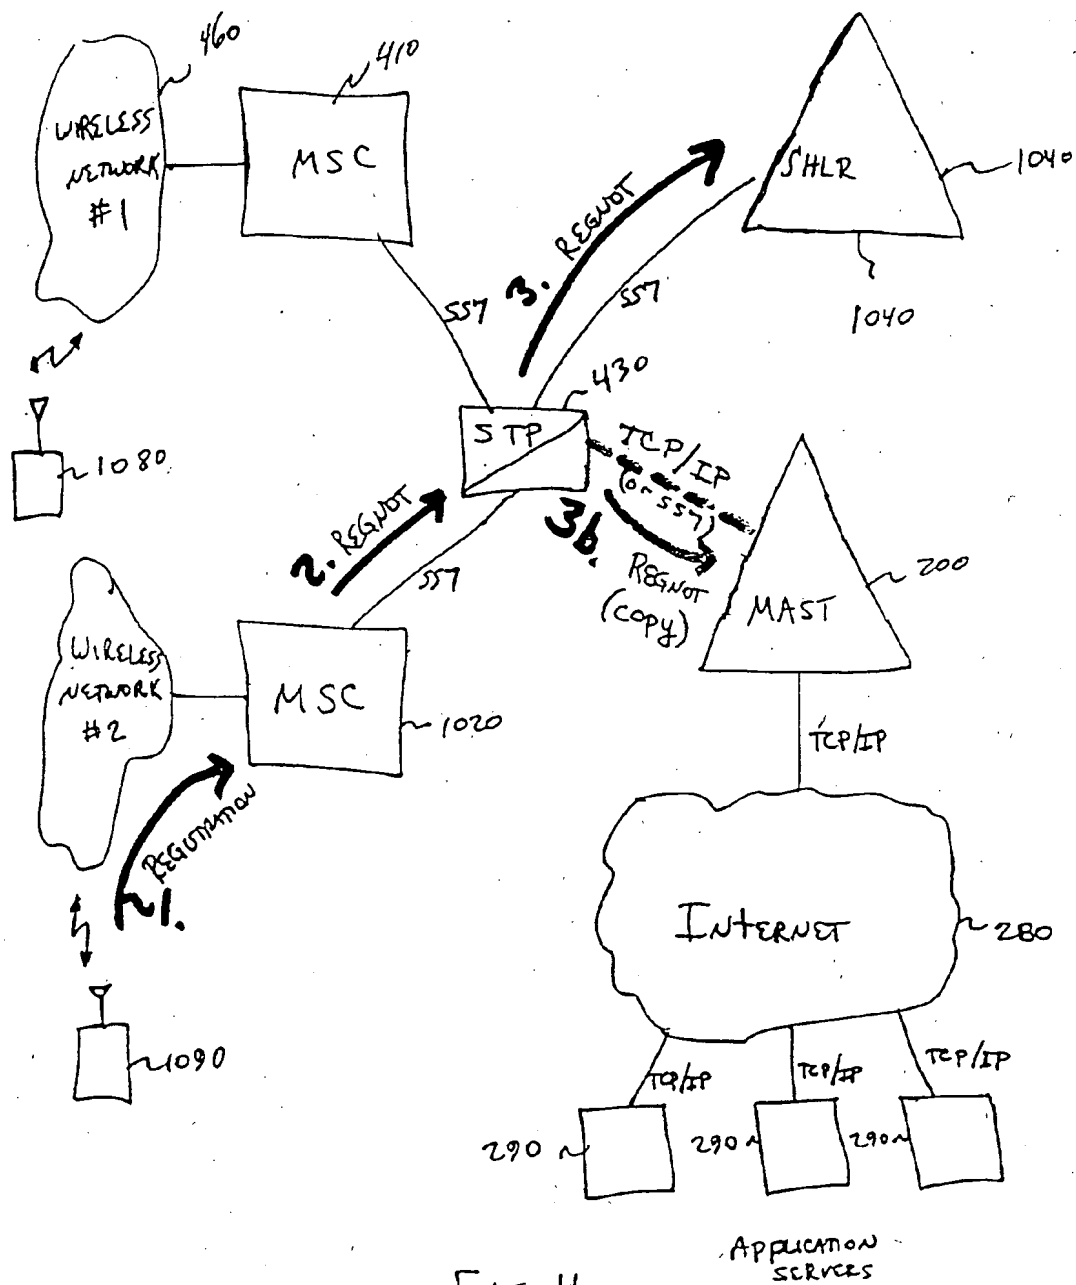 460
WIRELESS
NETWORK
#1
410
MSC
SHLR
1040
1040
3. REGNOT
SS7
SS7
430
STP
TCP/IP
(or SS7)
3b.
REGNOT
(COPY)
1080
2. REGNOT
SS7
200
MAST
WIRELESS
NETWORK
#2
MSC
1020
TCP/IP
REGISTRATION
1.
INTERNET
280
1090
TCP/IP
TCP/IP
TCP/IP
290
290
290
APPLICATION
SERVERS